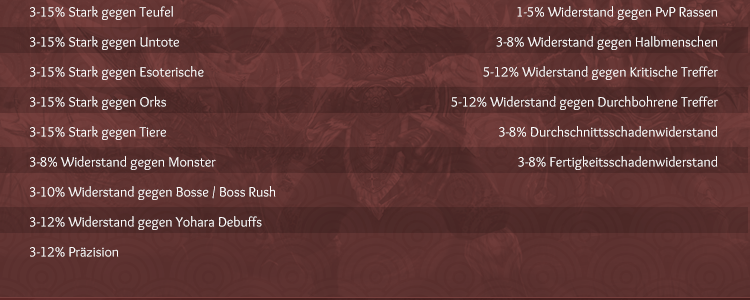 3-15% Stark gegen Teufel
1-5% Widerstand gegen PvP Rassen
3-15% Stark gegen Untote
3-8% Widerstand gegen Halbmenschen
3-15% Stark gegen Esoterische
5-12% Widerstand gegen Kritische Treffer
3-15% Stark gegen Orks
5-12% Widerstand gegen Durchbohrene Treffer
3-15% Stark gegen Tiere
3-8% Durchschnittsschadenwiderstand
3-8% Widerstand gegen Monster
3-8% Fertigkeitsschadenwiderstand
3-10% Widerstand gegen Bosse / Boss Rush
3-12% Widerstand gegen Yohara Debuffs
3-12% Präzision